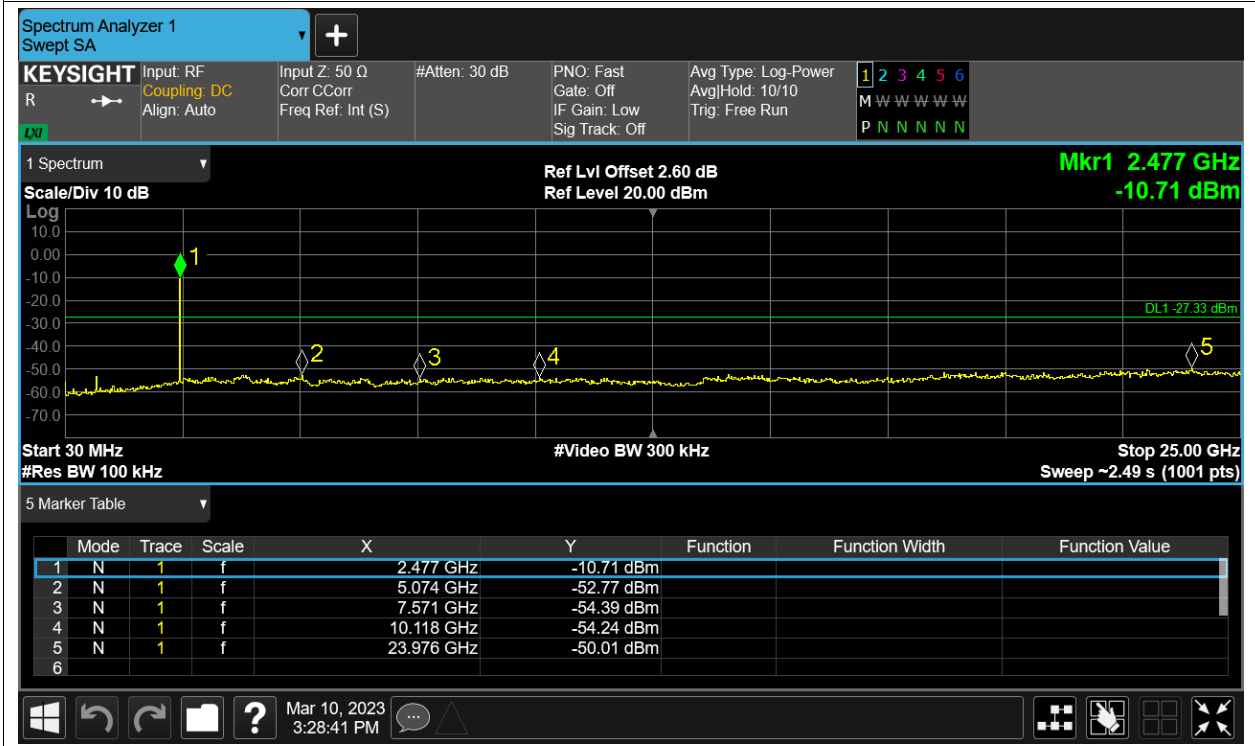 Spectrum Analyzer 1
Swept SA
+
KEYSIGHT Input: RF Input Z: 50 Ω #Atten: 30 dB PNO: Fast Avg Type: Log-Power 1 2 3 4 5 6
R Coupling: DC Corr CCorr Gate: Off Avg|Hold: 10/10 M W W W W W
Align: Auto Freq Ref: Int (S) IF Gain: Low Trig: Free Run
LXI Sig Track: Off P N N N N N
1 Spectrum Ref Lvl Offset 2.60 dB Mkr1 2.477 GHz
Scale/Div 10 dB Ref Level 20.00 dBm -10.71 dBm
Log
10.0
0.00 1
-10.0
-20.0 DL1 -27.33 dBm
-30.0
-40.0 2 3 4 5
-50.0
-60.0
-70.0
Start 30 MHz #Video BW 300 kHz Stop 25.00 GHz
#Res BW 100 kHz Sweep ~2.49 s (1001 pts)
5 Marker Table
Mode Trace Scale X Y Function Function Width Function Value
1 N 1 f 2.477 GHz -10.71 dBm
2 N 1 f 5.074 GHz -52.77 dBm
3 N 1 f 7.571 GHz -54.39 dBm
4 N 1 f 10.118 GHz -54.24 dBm
5 N 1 f 23.976 GHz -50.01 dBm
6
? Mar 10, 2023
3:28:41 PM